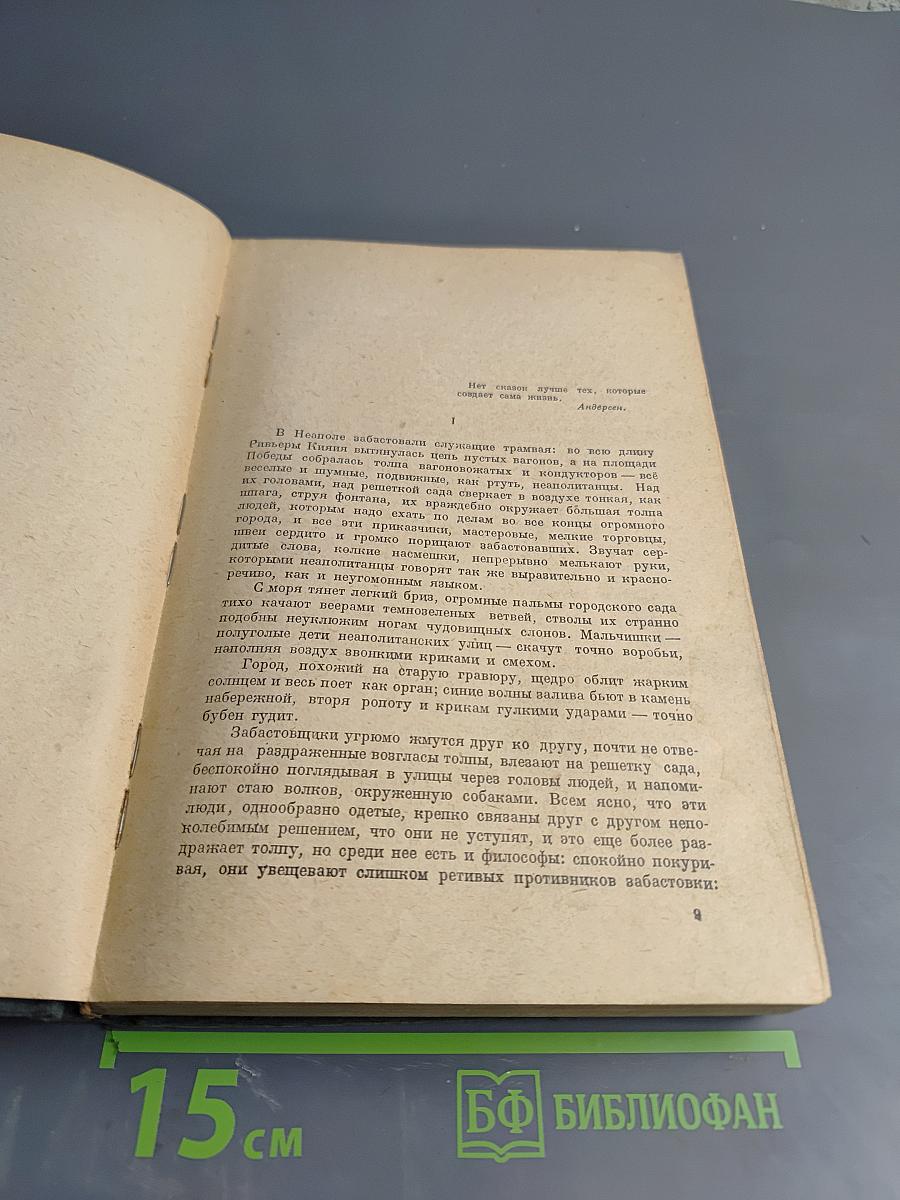 Нет сказок лучше тех, которые
создает сама жизнь.
Андерсен.
I
В Неаполе забастовали служащие трамвая: во всю длину
Ривьеры Кияия вытянулась цепь пустых вагонов, а на площади
Победы собралась толпа вагоновожатых и кондукторов — всё
веселые и шумные, подвижные, как ртуть, неаполитанцы. Над
их головами, над решеткой сада сверкает в воздухе тонкая, как
шпага, струя фонтана, их враждебно окружает большая толпа
людей, которым надо ехать по делам во все концы огромного
города, и все эти приказчики, мастеровые, мелкие торговцы,
швеи сердито и громко порицают забастовавших. Звучат сер-
дитые слова, колкие насмешки, непрерывно мелькают руки,
которыми неаполитанцы говорят так же выразительно и красно-
речиво, как и неугомонным языком.
С моря тянет легкий бриз, огромные пальмы городского сада
тихо качают веерами темнозеленых ветвей, стволы их странно
подобны неуклюжим ногам чудовищных слонов. Мальчишки —
полуголые дети неаполитанских улиц — скачут точно воробьи,
наполняя воздух звонкими криками и смехом.
Город, похожий на старую гравюру, щедро облит жарким
солнцем и весь поет как орган; синие волны залива бьют в камень
набережной, вторя ропоту и крикам гулкими ударами — точно
бубен гудит.
Забастовщики угрюмо жмутся друг ко другу, почти не отве-
чая на раздраженные возгласы толпы, влезают на решетку сада,
беспокойно поглядывая в улицы через головы людей, и напоми-
нают стаю волков, окруженную собаками. Всем ясно, что эти
люди, однообразно одетые, крепко связаны друг с другом непо-
колебимым решением, что они не уступят, и это еще более раз-
дражает толпу, но среди нее есть и философы: спокойно покури-
вая, они увещевают слишком ретивых противников забастовки:
9
15 см
БФ БИБЛИОФАН